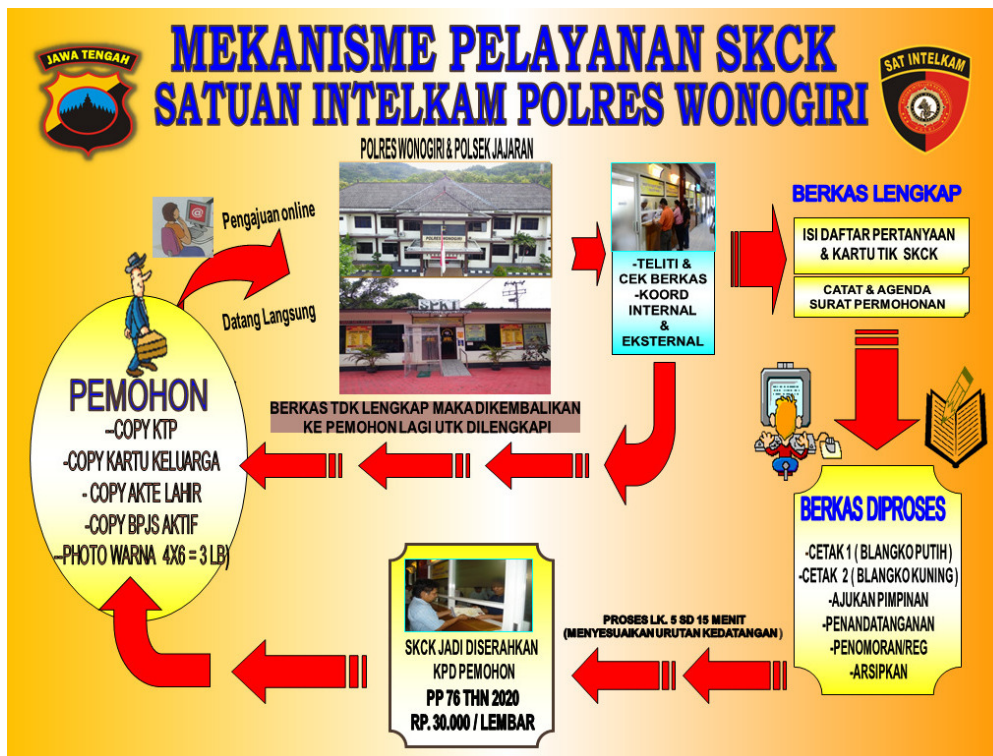 MEKANISME PELAYANAN SKCK
SATUAN INTELKAM POLRES WONOGIRI
JAWA TENGAH
SAT INTELKAM
POLRES WONOGIRI & POLSEK JAJARAN
Pengajuan online
Datang Langsung
POLRES WONOGIRI
SPKT
-TELITI &
CEK BERKAS
-KOORD
INTERNAL
&
EKSTERNAL
BERKAS LENGKAP
ISI DAFTAR PERTANYAAN
& KARTU TIK SKCK
CATAT & AGENDA
SURAT PERMOHONAN
PEMOHON
-COPY KTP
-COPY KARTU KELUARGA
- COPY AKTE LAHIR
-COPY BPJS AKTIF
-PHOTO WARNA 4X6 = 3 LB)
BERKAS TDK LENGKAP MAKA DIKEMBALIKAN
KE PEMOHON LAGI UTK DILENGKAPI
BERKAS DIPROSES
-CETAK 1 ( BLANGKO PUTIH )
-CETAK 2 ( BLANGKO KUNING )
-AJUKAN PIMPINAN
-PENANDATANGANAN
-PENOMORAN/REG
-ARSIPKAN
PROSES LK. 5 SD 15 MENIT
(MENYESUAIKAN URUTAN KEDATANGAN )
SKCK JADI DISERAHKAN
KPD PEMOHON
PP 76 THN 2020
RP. 30.000 / LEMBAR